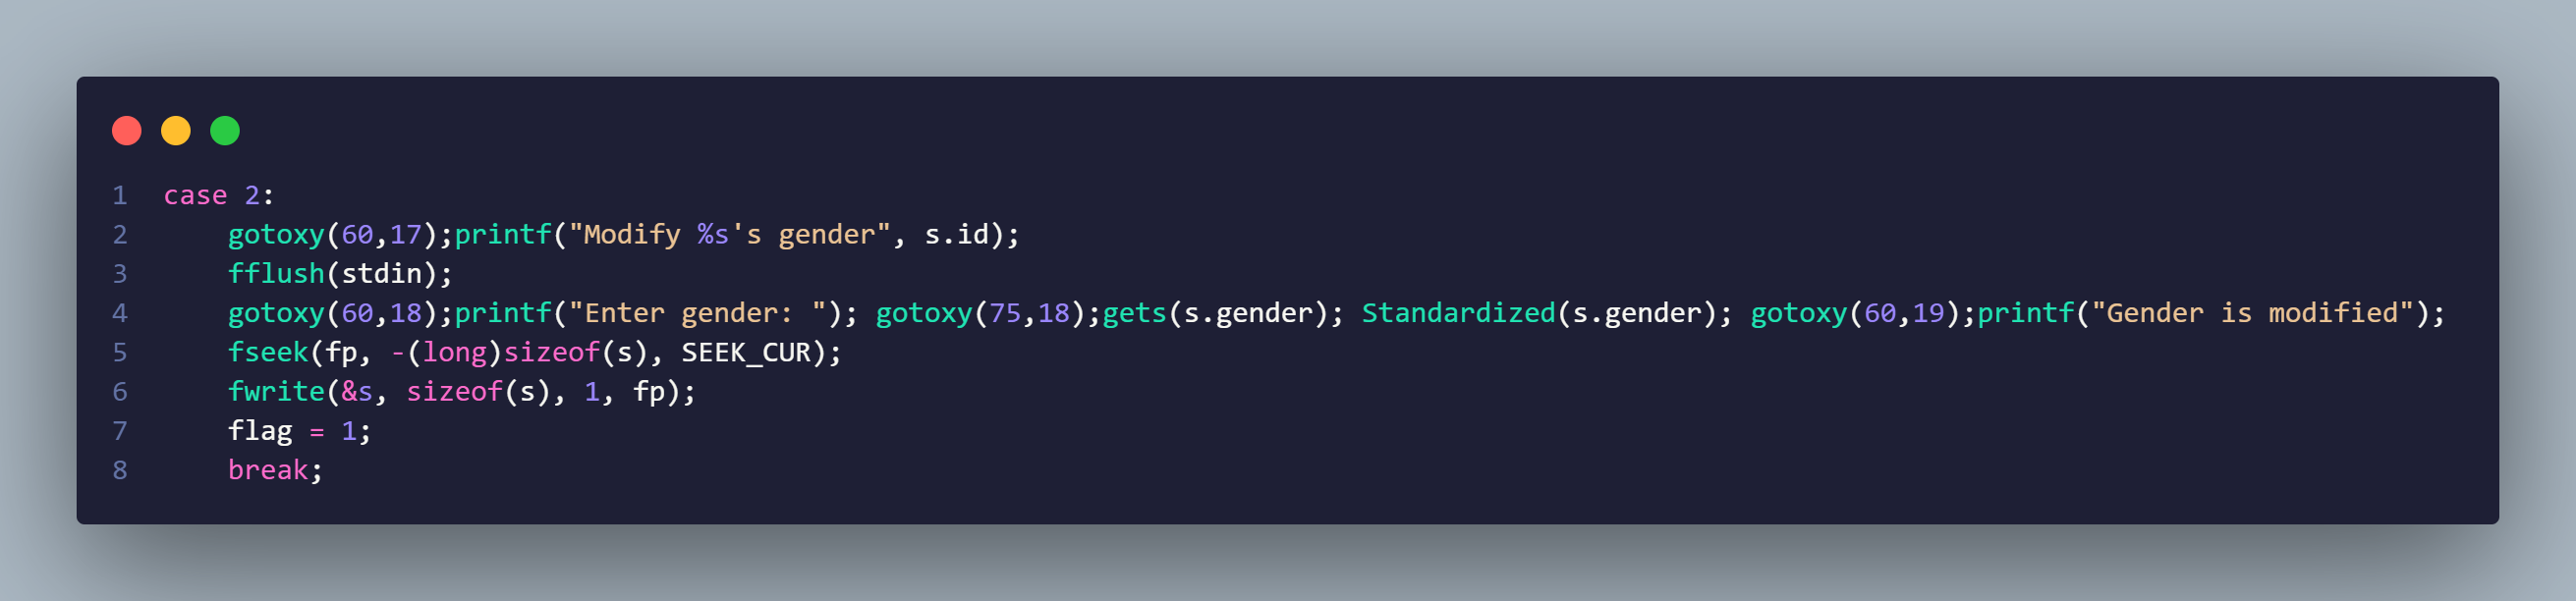 1 case 2:
2     gotoxy(60,17);printf("Modify %s's gender", s.id);
3     fflush(stdin);
4     gotoxy(60,18);printf("Enter gender: "); gotoxy(75,18);gets(s.gender); Standardized(s.gender); gotoxy(60,19);printf("Gender is modified");
5     fseek(fp, -(long)sizeof(s), SEEK_CUR);
6     fwrite(&s, sizeof(s), 1, fp);
7     flag = 1;
8     break;